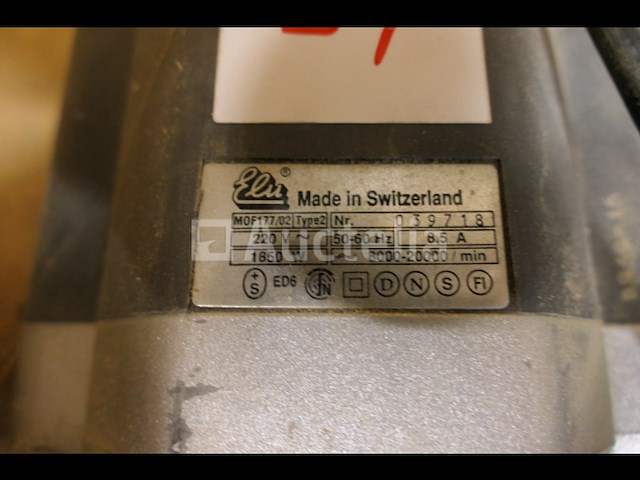 Elu® Made in Switzerland
MOF177/02 Type2 Nr. 039718
220 V 50-60 Hz 8.5 A
1850 W 8000-20000/min
+S ED6 D N S FI
Auctelia